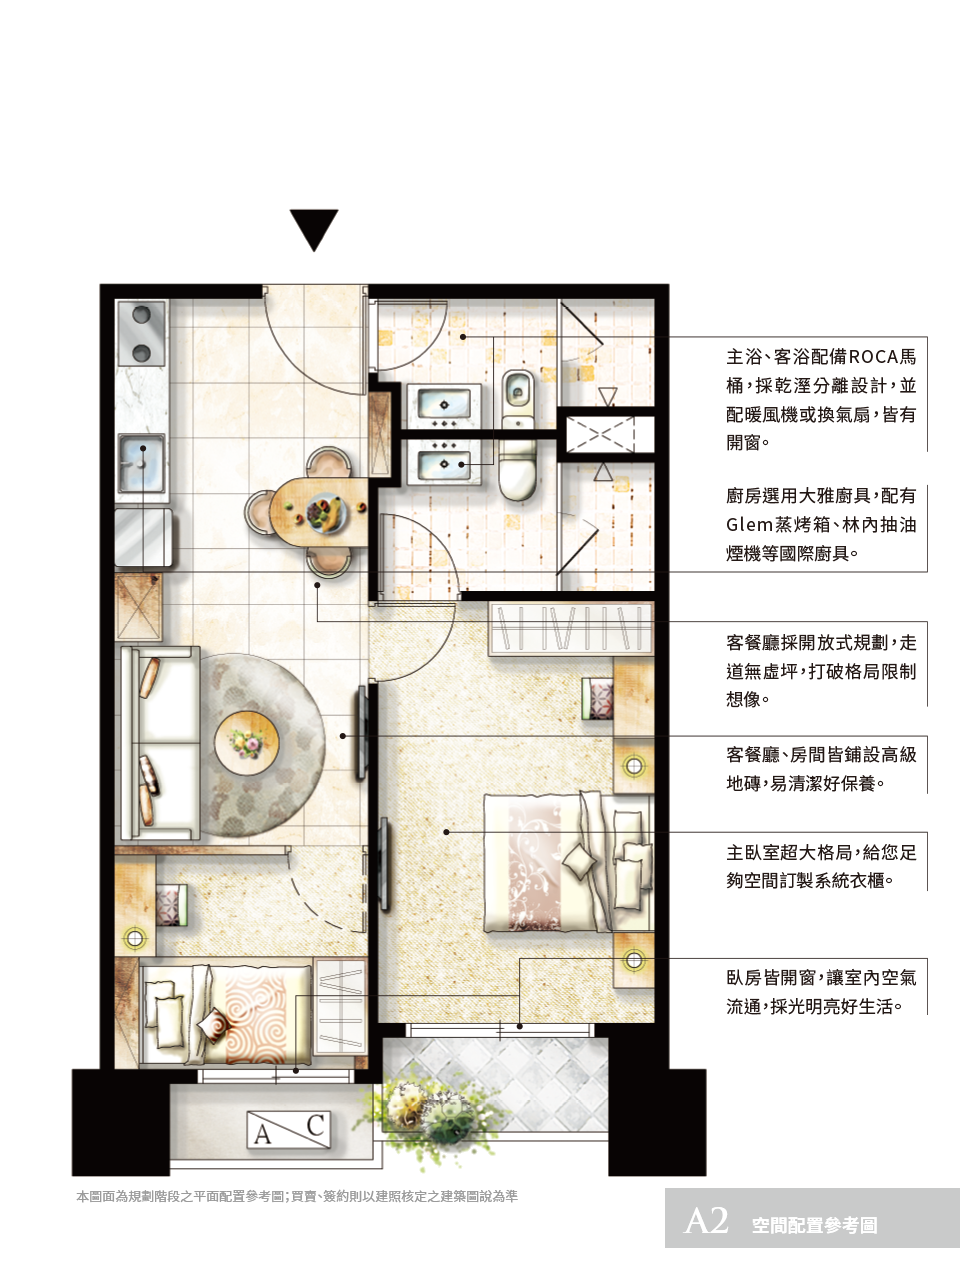 主浴、客浴配備ROCA馬
桶，採乾溼分離設計，並
配暖風機或換氣扇，皆有
開窗。
廚房選用大雅廚具，配有
Glem蒸烤箱、林內抽油
煙機等國際廚具。
客餐廳採開放式規劃，走
道無虛坪，打破格局限制
想像。
客餐廳、房間皆鋪設高級
地磚，易清潔好保養。
主臥室超大格局，給您足
夠空間訂製系統衣櫃。
臥房皆開窗，讓室內空氣
流通，採光明亮好生活。
A C
本圖面為規劃階段之平面配置參考圖；買賣、簽約則以建照核定之建築圖說為準
A2 空間配置參考圖